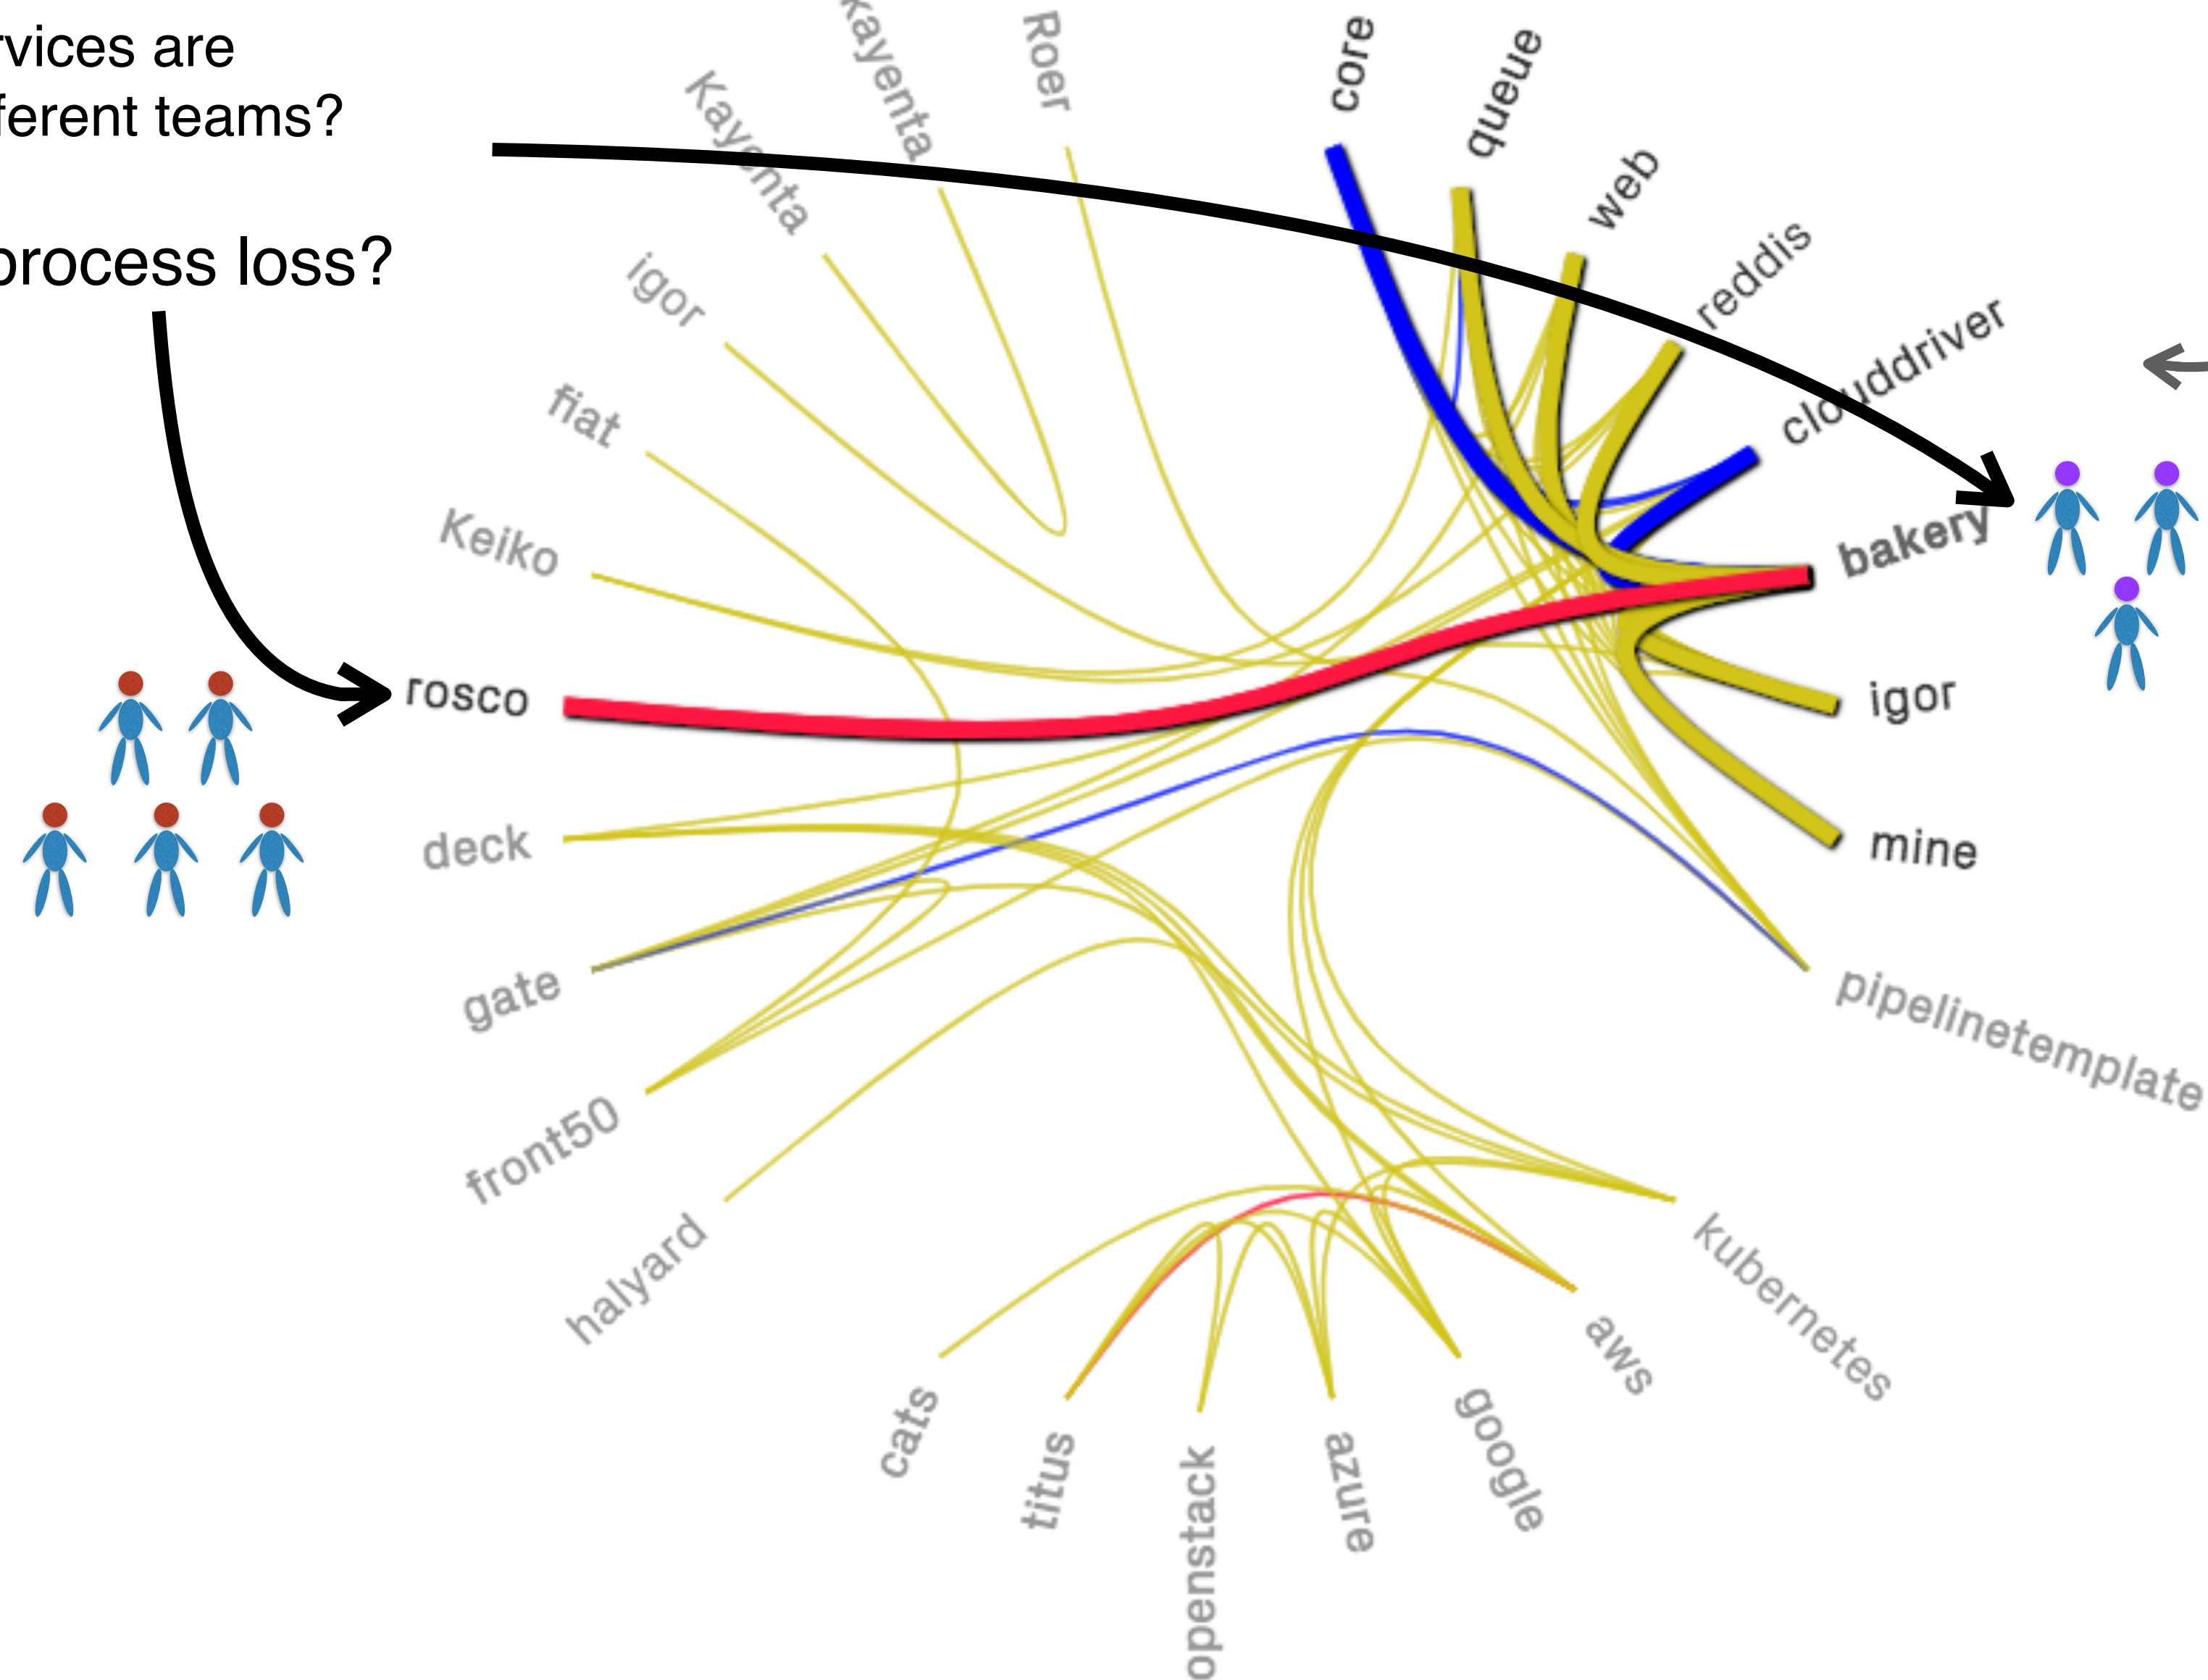 rvices are
ferent teams?
process loss?
kayenta
Roer
core
queue
Kayenta
web
reddis
igor
clouddriver
fiat
bakery
Keiko
rosco
igor
deck
mine
gate
pipelinetemplate
front50
halyard
kubernetes
aws
cats
google
titus
azure
openstack